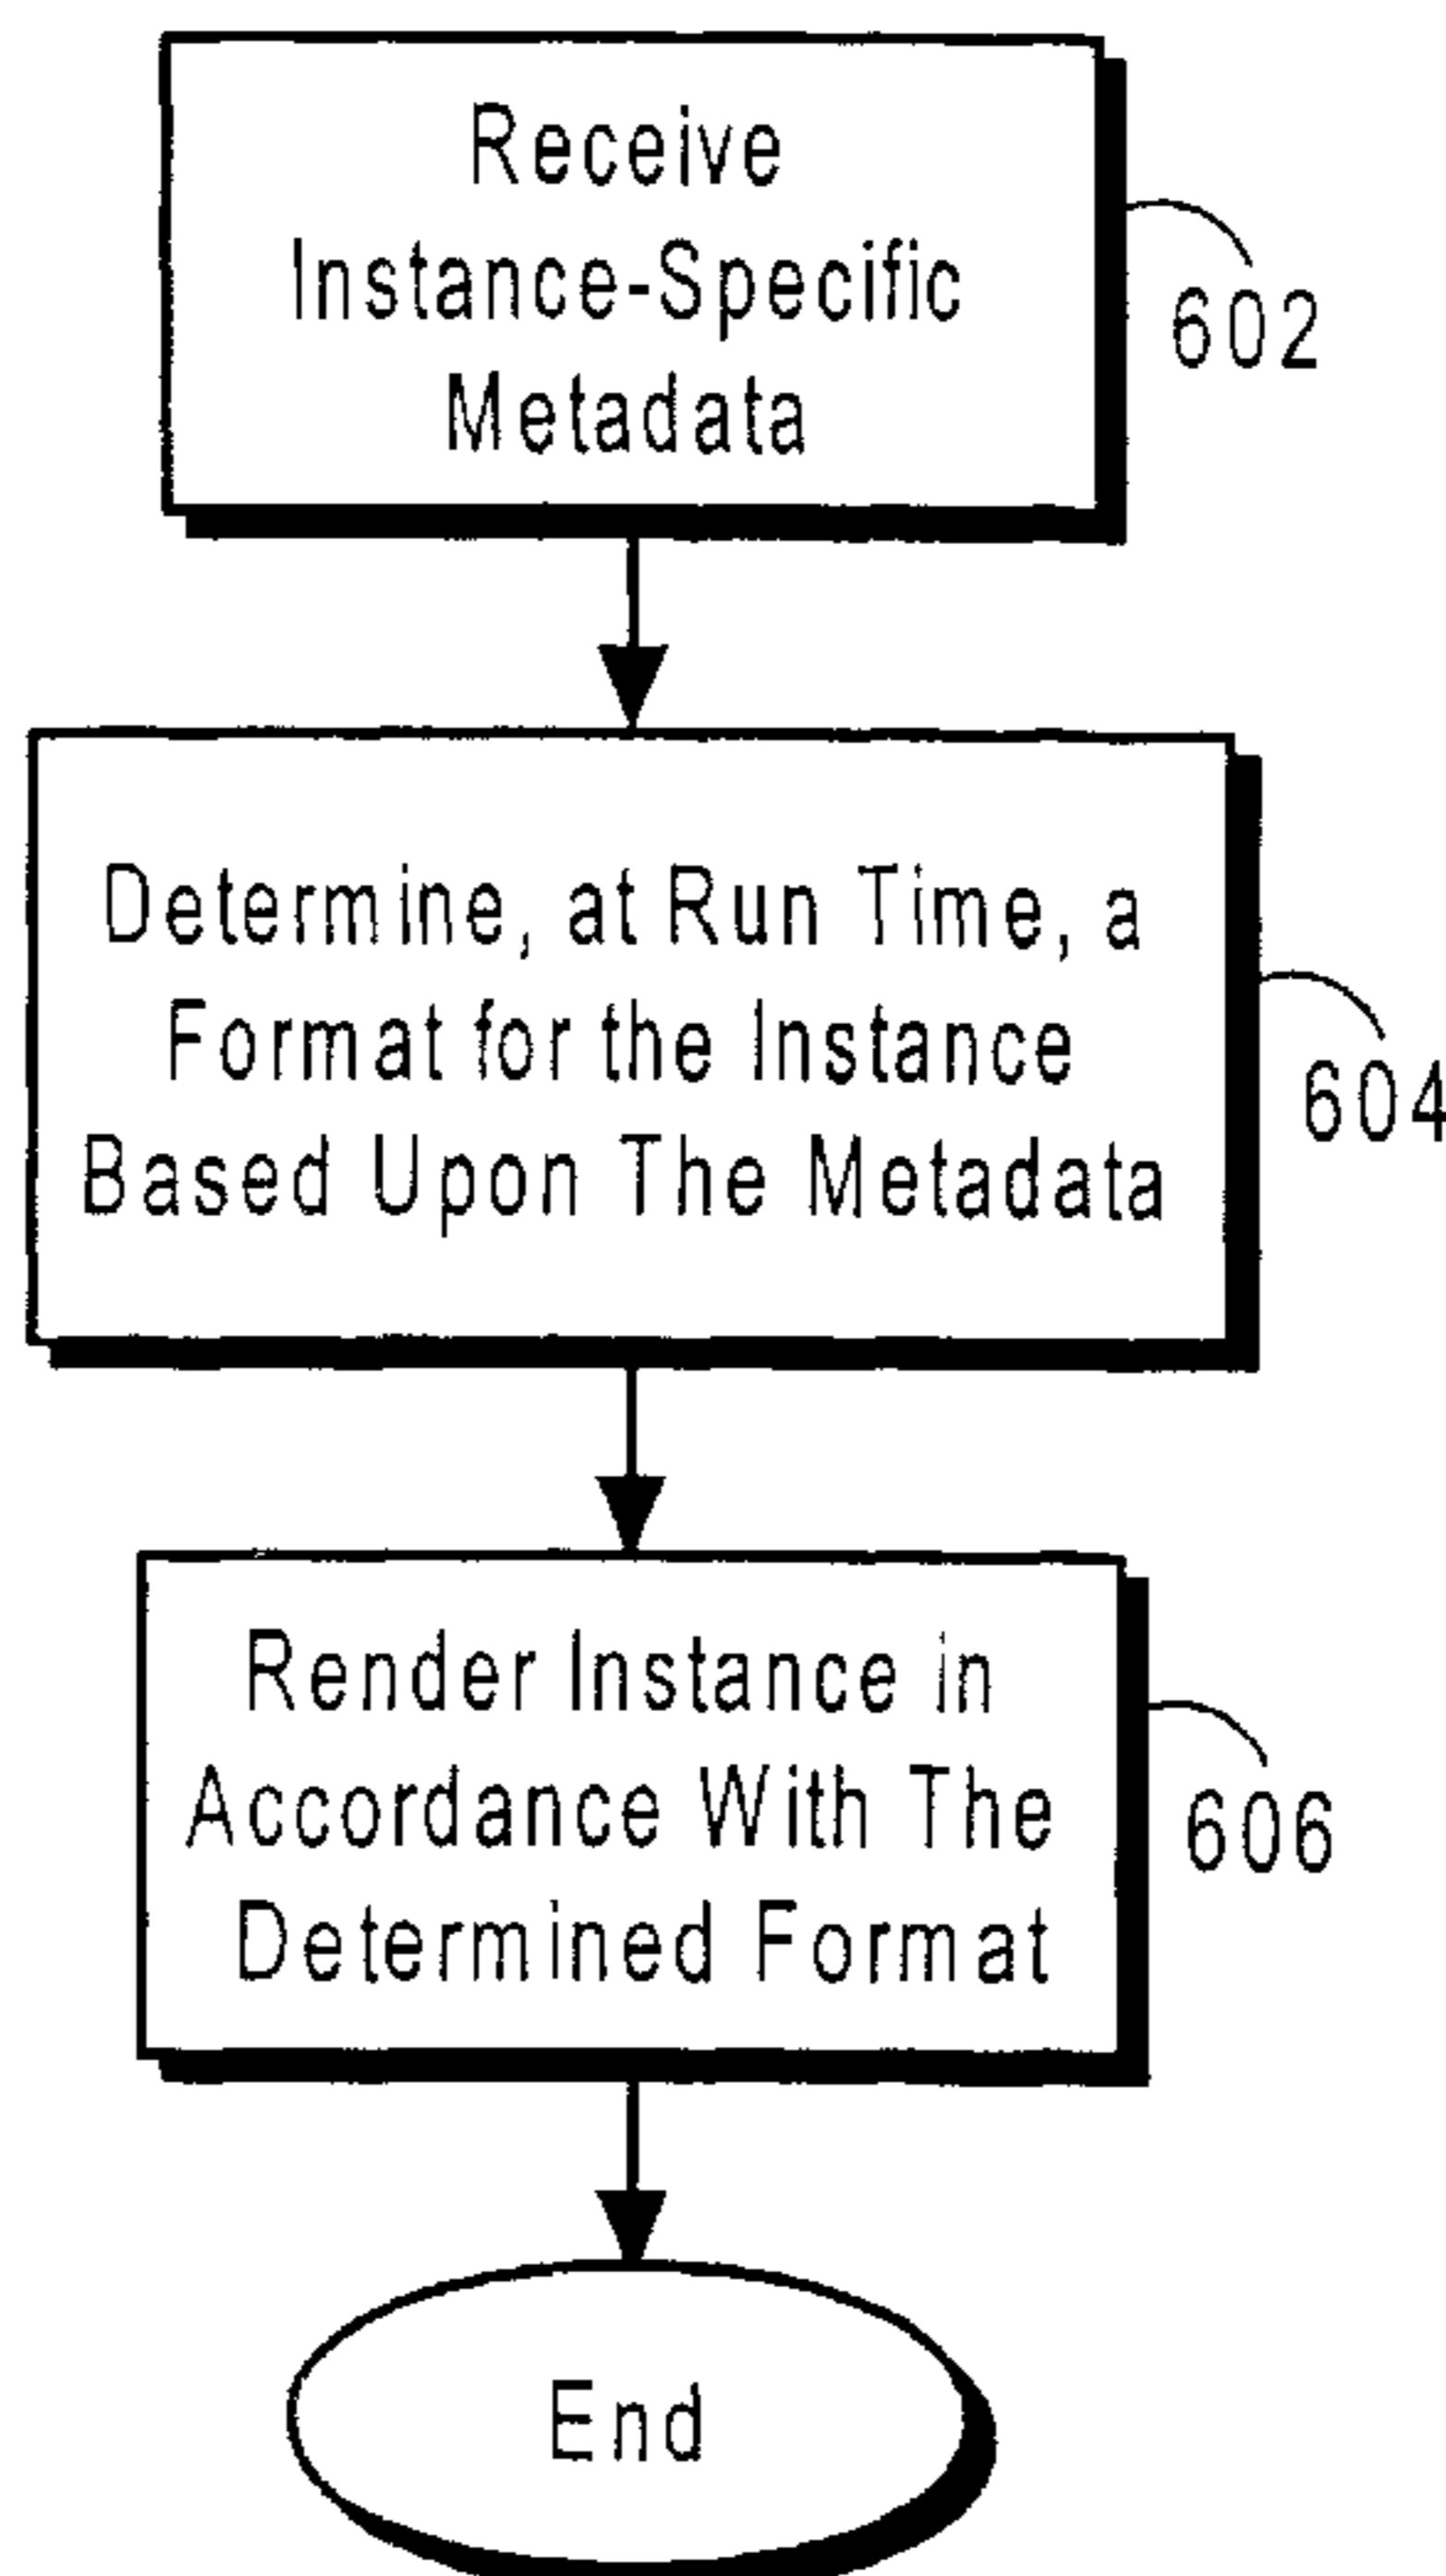 Receive
Instance-Specific
Metadata
602
Determine, at Run Time, a
Format for the Instance
Based Upon The Metadata
604
Render Instance in
Accordance With The
Determined Format
606
End